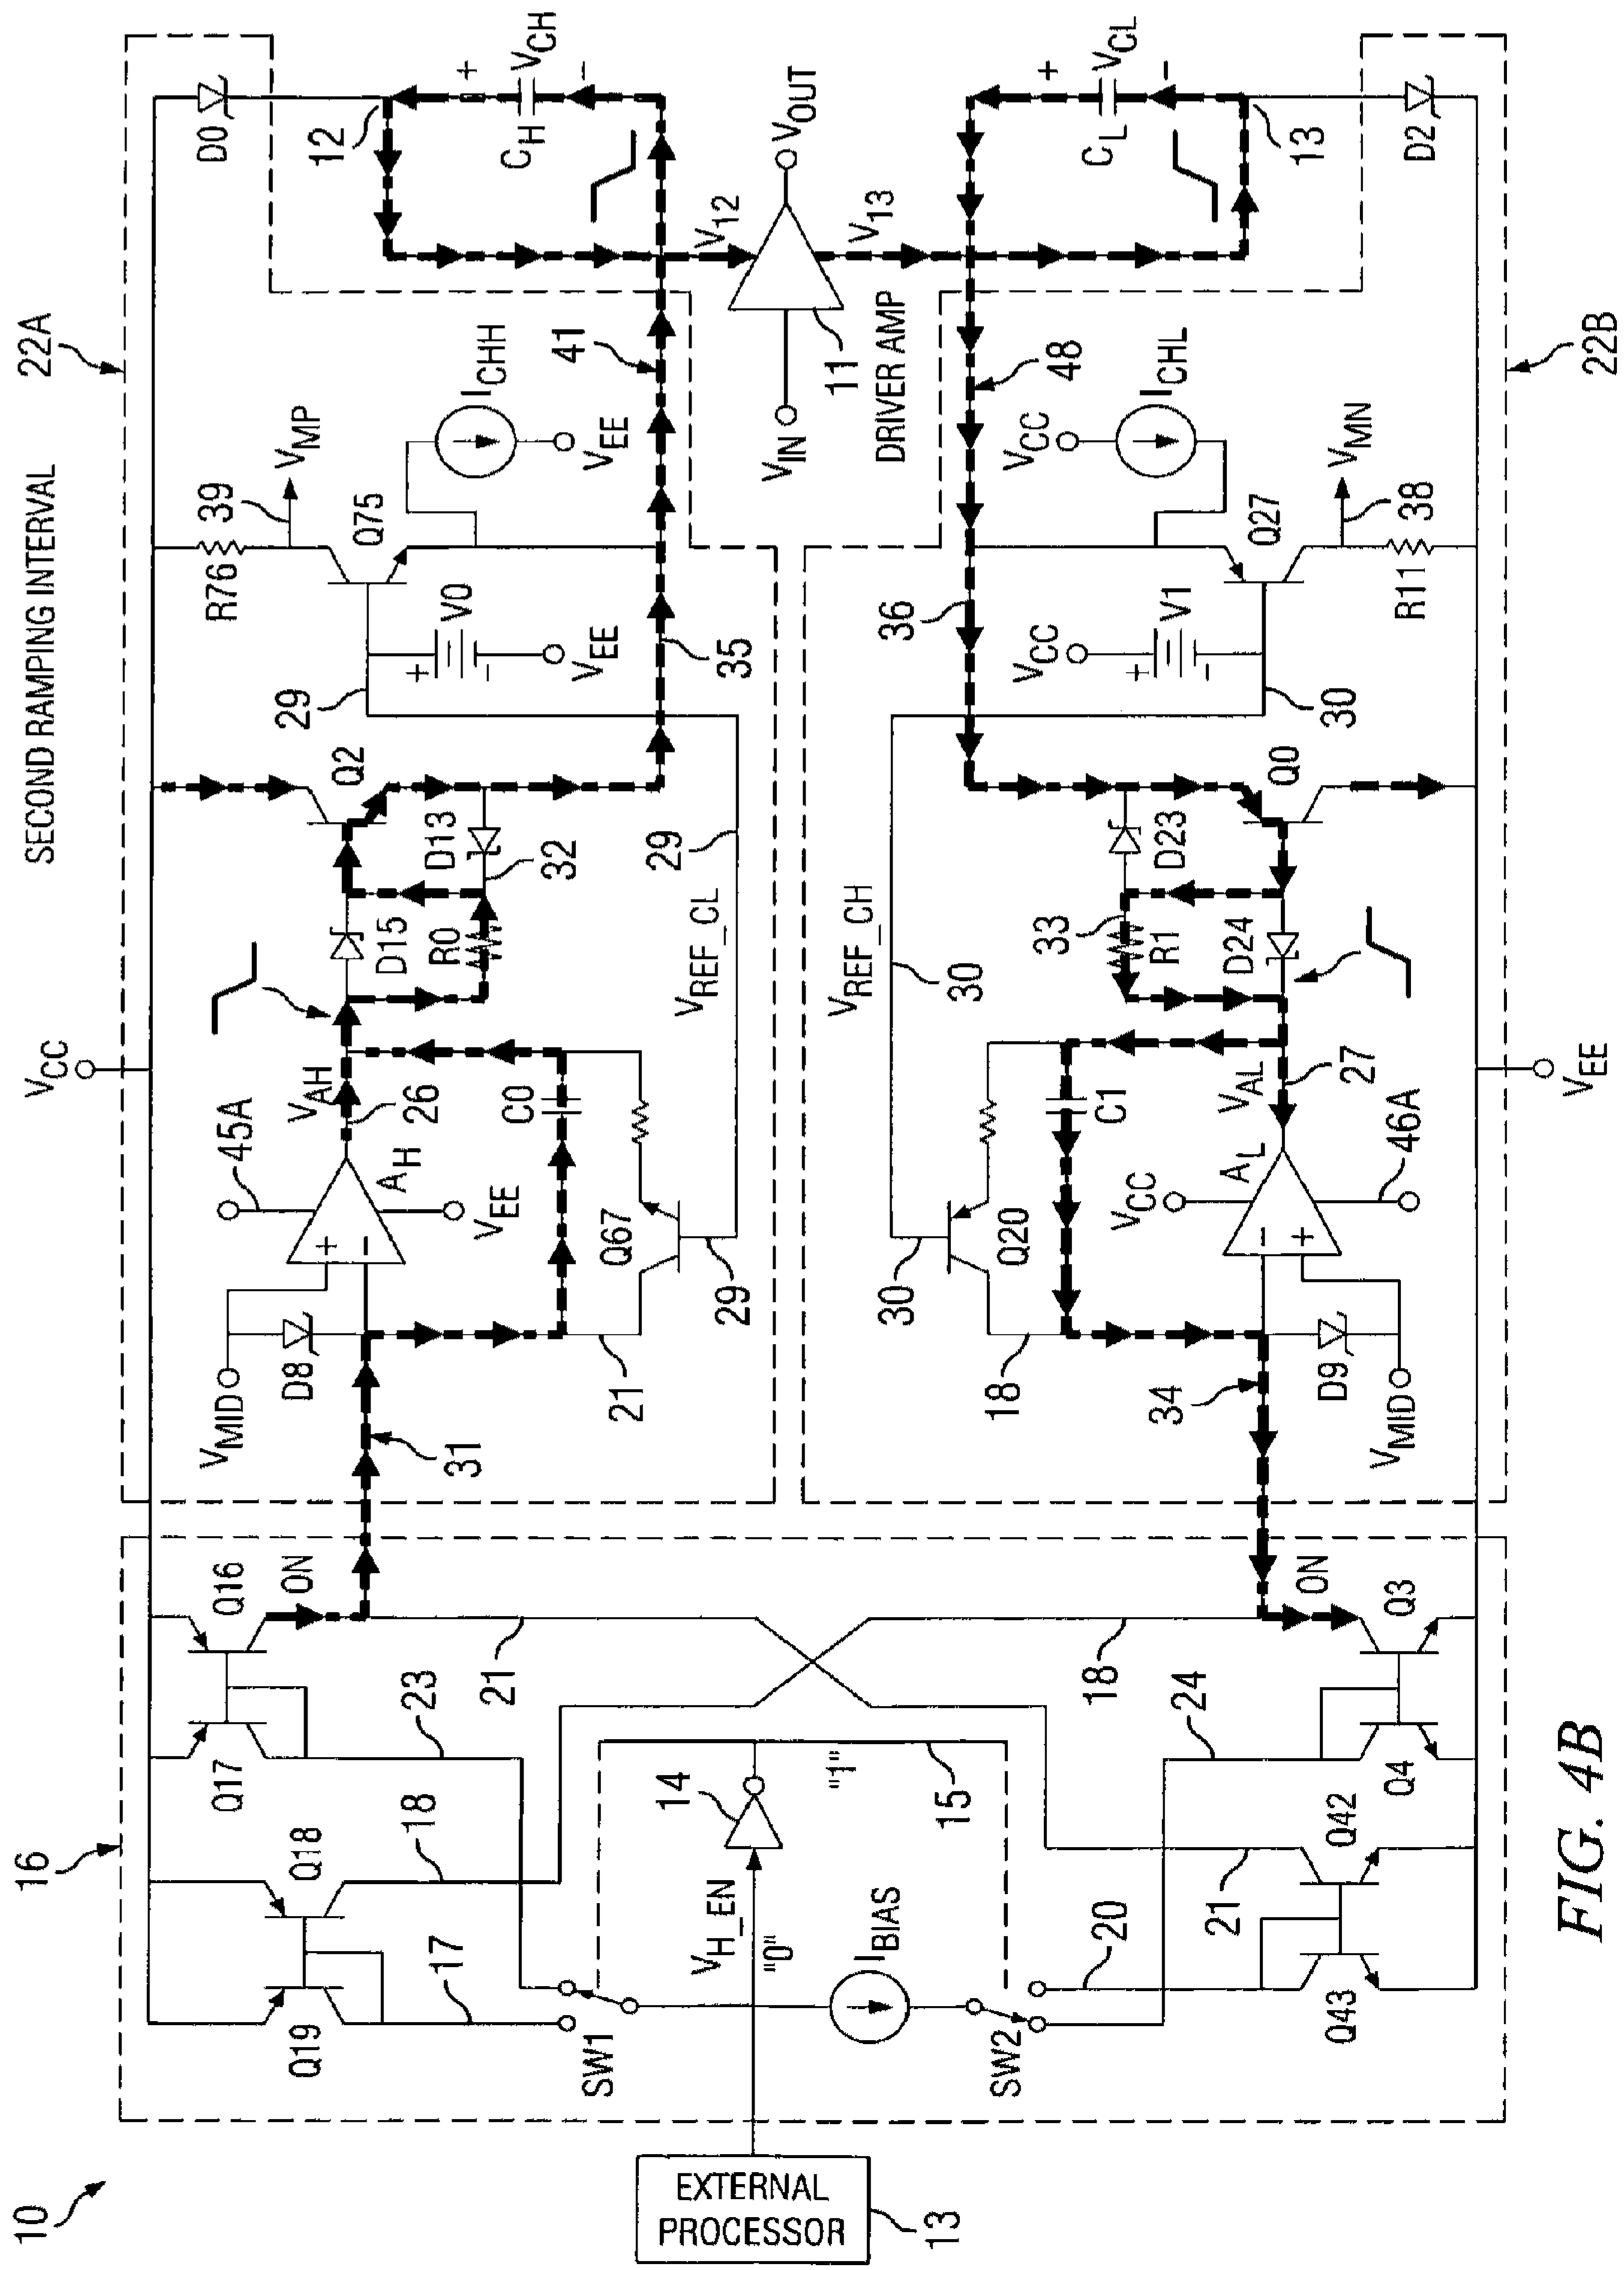 SECOND RAMPING INTERVAL
10
16
22A
VCC
45A
VMID
D8
+
−
AH
VAH
26
VEE
C0
Q67
21
29
31
D15
R0
D13
32
Q2
29
29
VREF_CL
R76
39
VMP
Q75
V0
+
-
VEE
35
ICHH
VEE
41
D0
12
CH
+
VCH
−
V12
VOUT
VIN
11
DRIVER AMP
V13
Q16
ON
Q17
Q18
Q19
17
18
21
23
SW1
EXTERNAL
PROCESSOR
13
VH_EN
"0"
14
"1"
15
IBIAS
SW2
20
21
18
24
Q43
Q42
Q4
Q3
ON
34
18
30
Q20
C1
VREF_CH
30
VCC
AL
−
+
VAL
27
46A
D9
VMID
33
R1
D23
D24
Q0
36
48
VCC
V1
+
-
30
VCC
ICHL
Q27
VMN
38
R11
CL
+
VCL
−
13
D2
22B
VEE
FIG. 4B